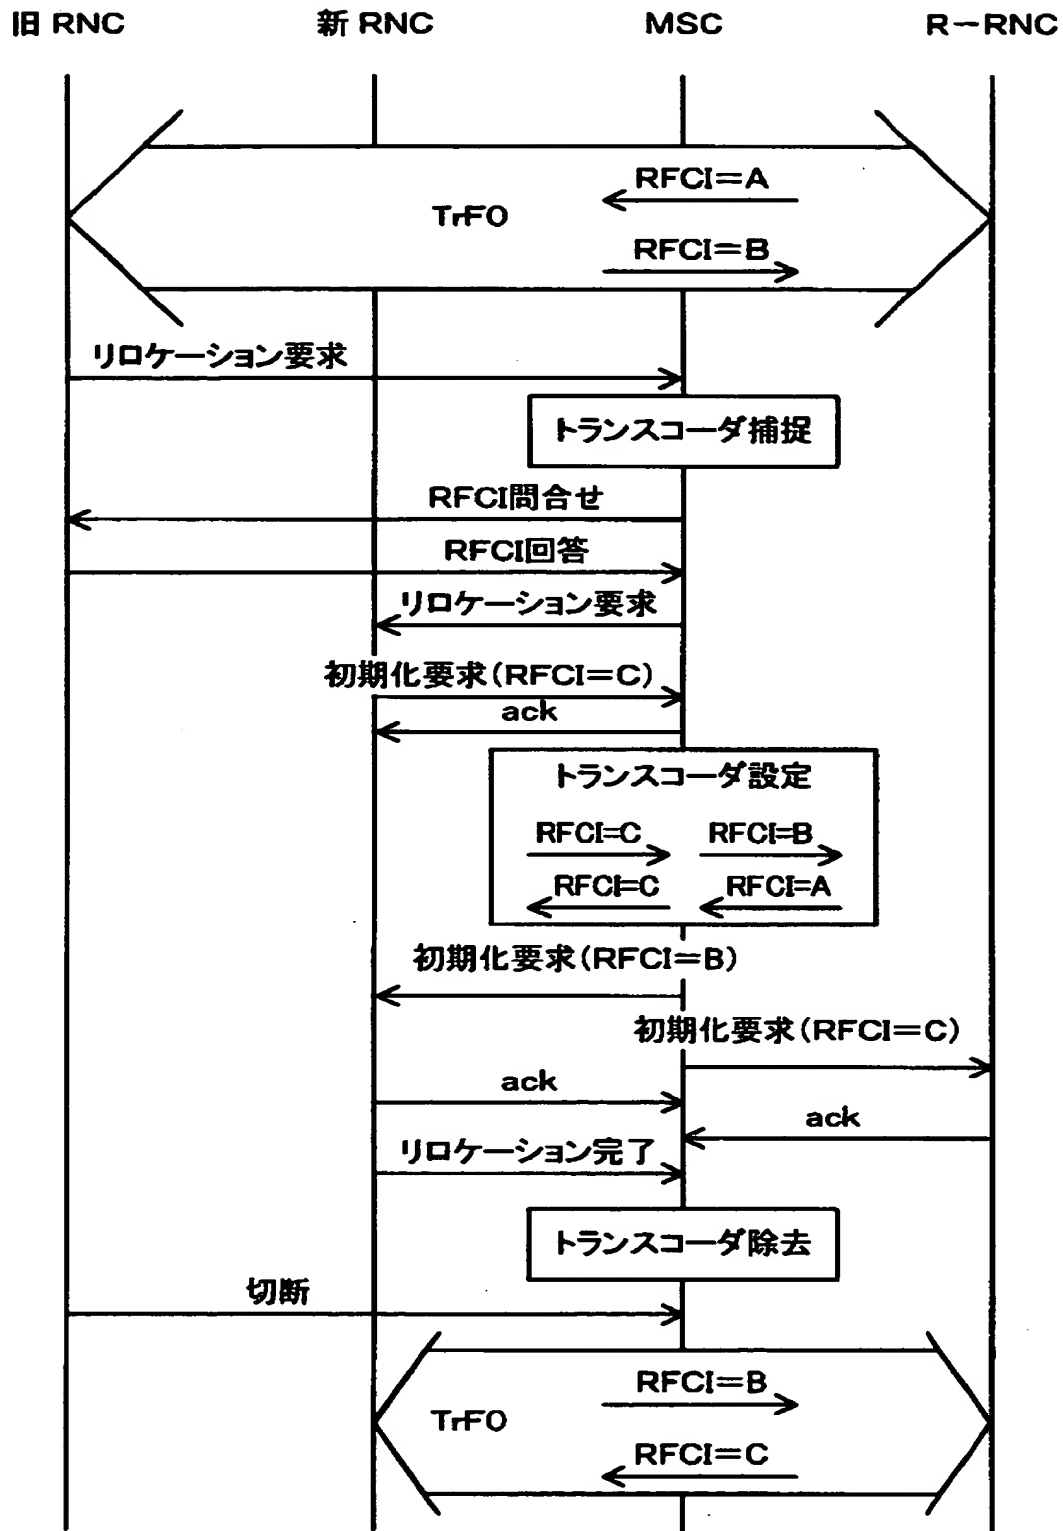 旧 RNC
新 RNC
MSC
R－RNC
RFCI＝A
TrFO
RFCI＝B
リロケーション要求
トランスコーダ捕捉
RFCI問合せ
RFCI回答
リロケーション要求
初期化要求（RFCI＝C）
ack
トランスコーダ設定
RFCI=C
RFCI=B
RFCI=C
RFCI=A
初期化要求（RFCI＝B）
初期化要求（RFCI＝C）
ack
ack
リロケーション完了
トランスコーダ除去
切断
RFCI＝B
TrFO
RFCI＝C